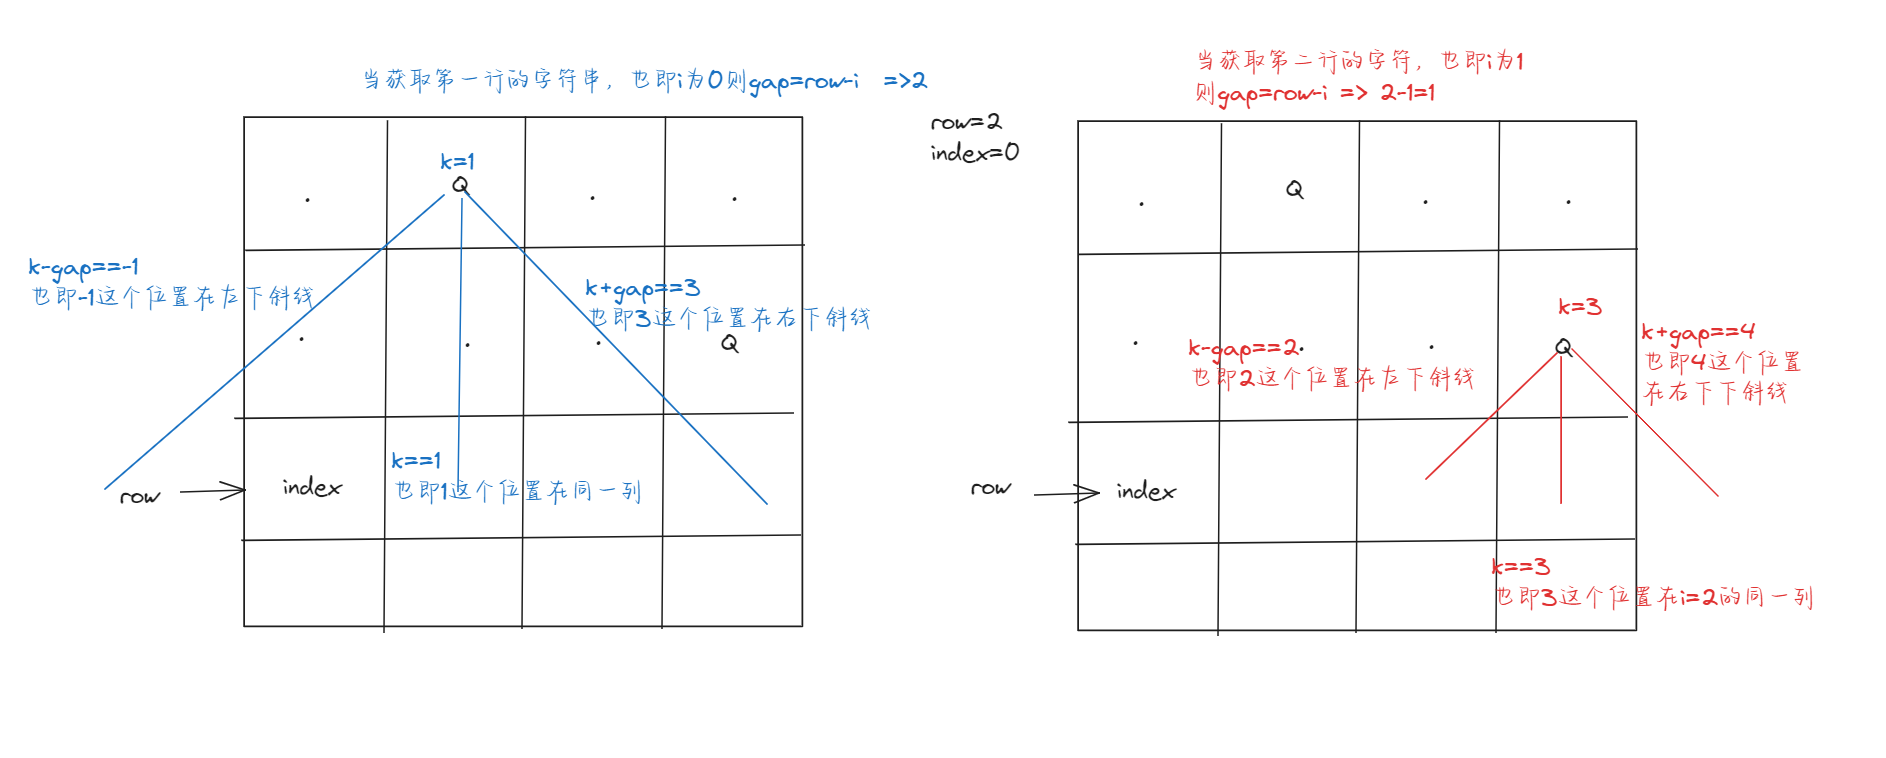 当获取第一行的字符串，也即i为0则gap=row-i =>2
k=1
Q
.
.
.
k-gap==-1
也即-1这个位置在左下斜线
k+gap==3
也即3这个位置在右下斜线
.
.
.
Q
k==1
也即1这个位置在同一列
row
index
row=2
index=0
当获取第二行的字符，也即i为1
则gap=row-i => 2-1=1
.
Q
.
.
k=3
Q
k-gap==2
也即2这个位置在左下斜线
.
.
.
k+gap==4
也即4这个位置
在右下下斜线
row
index
k==3
也即3这个位置在i=2的同一列